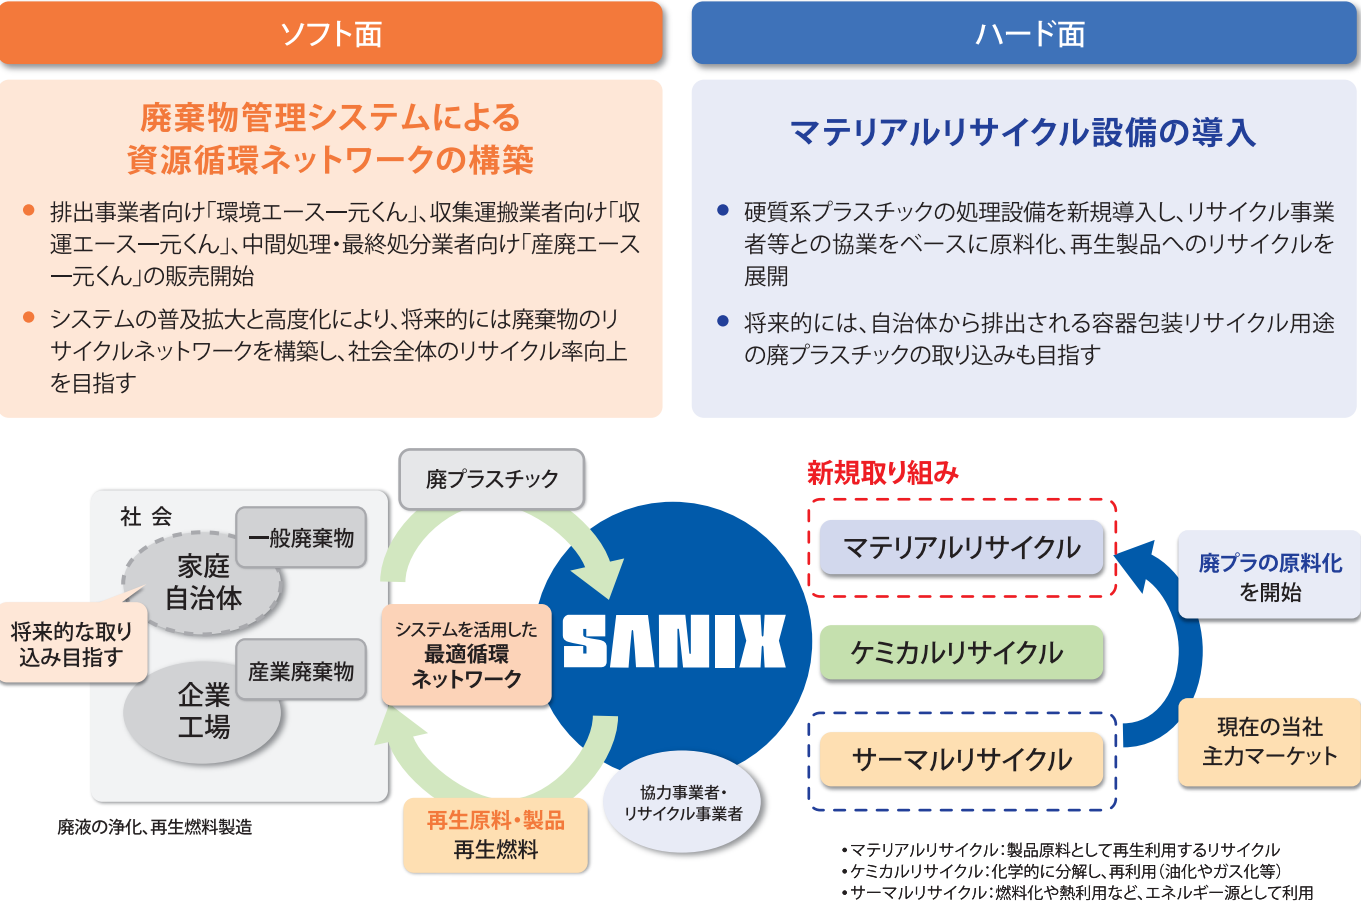 ソフト面
廃棄物管理システムによる
資源循環ネットワークの構築
● 排出事業者向け「環境エース一元くん」、収集運搬業者向け「収
運エース一元くん」、中間処理・最終処分業者向け「産廃エース
一元くん」の販売開始
● システムの普及拡大と高度化により、将来的には廃棄物のリ
サイクルネットワークを構築し、社会全体のリサイクル率向上
を目指す
ハード面
マテリアルリサイクル設備の導入
● 硬質系プラスチックの処理設備を新規導入し、リサイクル事業
者等との協業をベースに原料化、再生製品へのリサイクルを
展開
● 将来的には、自治体から排出される容器包装リサイクル用途
の廃プラスチックの取り込みも目指す
社 会
一般廃棄物
家庭
自治体
将来的な取り
込み目指す
産業廃棄物
企業
工場
廃液の浄化、再生燃料製造
廃プラスチック
システムを活用した
最適循環
ネットワーク
SANIX
再生原料・製品
再生燃料
協力事業者・
リサイクル事業者
新規取り組み
マテリアルリサイクル
ケミカルリサイクル
サーマルリサイクル
廃プラの原料化
を開始
現在の当社
主力マーケット
•マテリアルリサイクル：製品原料として再生利用するリサイクル
•ケミカルリサイクル：化学的に分解し、再利用（油化やガス化等）
•サーマルリサイクル：燃料化や熱利用など、エネルギー源として利用